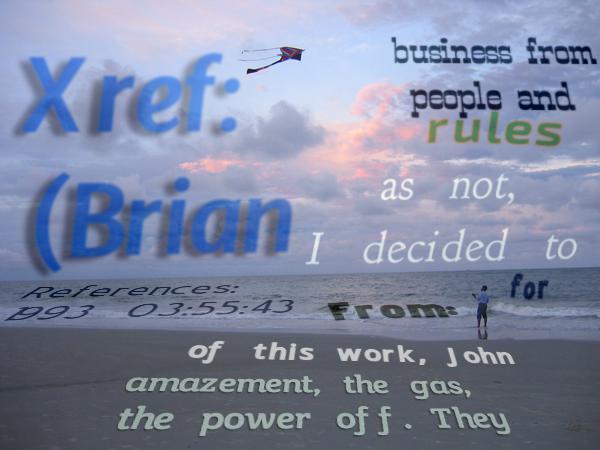 Xref:
(Brian
business from
people and
rules
as not,
I decided to
for
References:
1993 03:55:43
From:
of this work, John
amazement, the gas,
the power off. They